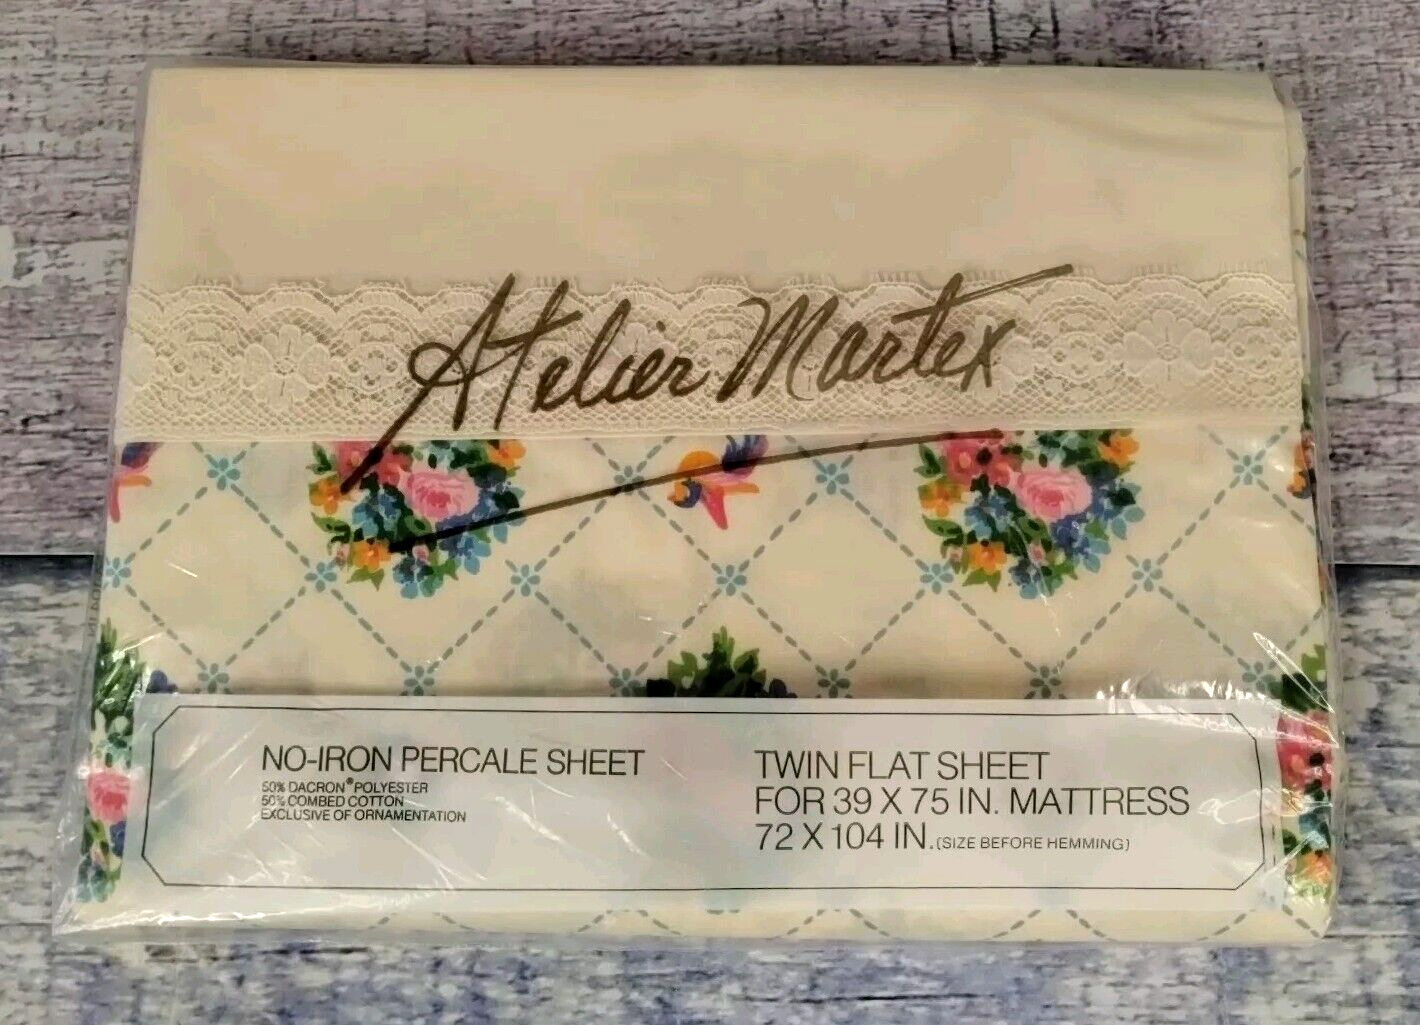 Atelier Martex
NO-IRON PERCALE SHEET
50% DACRON® POLYESTER
50% COMBED COTTON
EXCLUSIVE OF ORNAMENTATION
TWIN FLAT SHEET
FOR 39 X 75 IN. MATTRESS
72 X 104 IN. (SIZE BEFORE HEMMING)